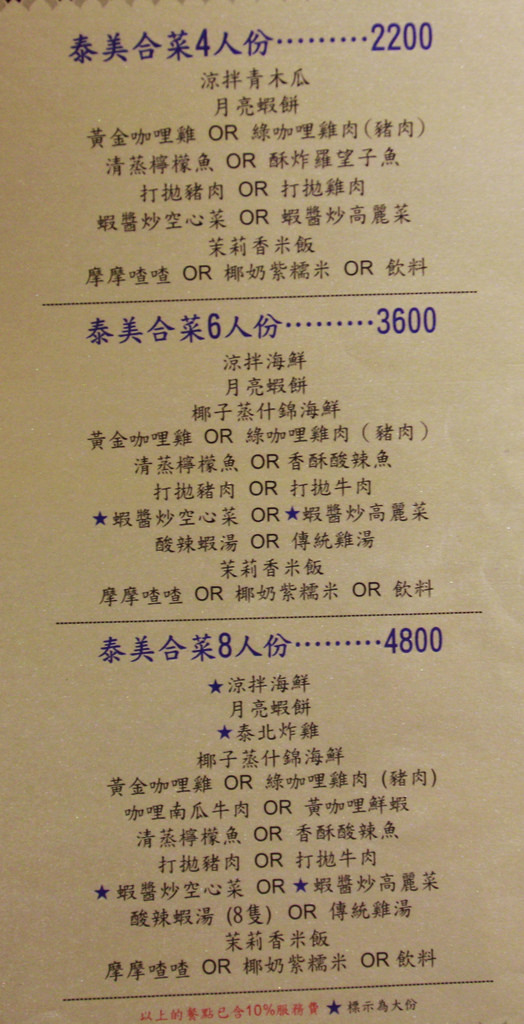 泰美合菜4人份·········2200
涼拌青木瓜
月亮蝦餅
黃金咖哩雞 OR 綠咖哩雞肉(豬肉)
清蒸檸檬魚 OR 酥炸羅望子魚
打拋豬肉 OR 打拋雞肉
蝦醬炒空心菜 OR 蝦醬炒高麗菜
茉莉香米飯
摩摩喳喳 OR 椰奶紫糯米 OR 飲料
泰美合菜6人份·········3600
涼拌海鮮
月亮蝦餅
椰子蒸什錦海鮮
黃金咖哩雞 OR 綠咖哩雞肉(豬肉)
清蒸檸檬魚 OR 香酥酸辣魚
打拋豬肉 OR 打拋牛肉
★蝦醬炒空心菜 OR ★蝦醬炒高麗菜
酸辣蝦湯 OR 傳統雞湯
茉莉香米飯
摩摩喳喳 OR 椰奶紫糯米 OR 飲料
泰美合菜8人份·········4800
★涼拌海鮮
月亮蝦餅
★泰北炸雞
椰子蒸什錦海鮮
黃金咖哩雞 OR 綠咖哩雞肉 (豬肉)
咖哩南瓜牛肉 OR 黃咖哩鮮蝦
清蒸檸檬魚 OR 香酥酸辣魚
打拋豬肉 OR 打拋牛肉
★蝦醬炒空心菜 OR ★蝦醬炒高麗菜
酸辣蝦湯 (8隻) OR 傳統雞湯
茉莉香米飯
摩摩喳喳 OR 椰奶紫糯米 OR 飲料
以上的餐點已含10%服務費 ★標示為大份